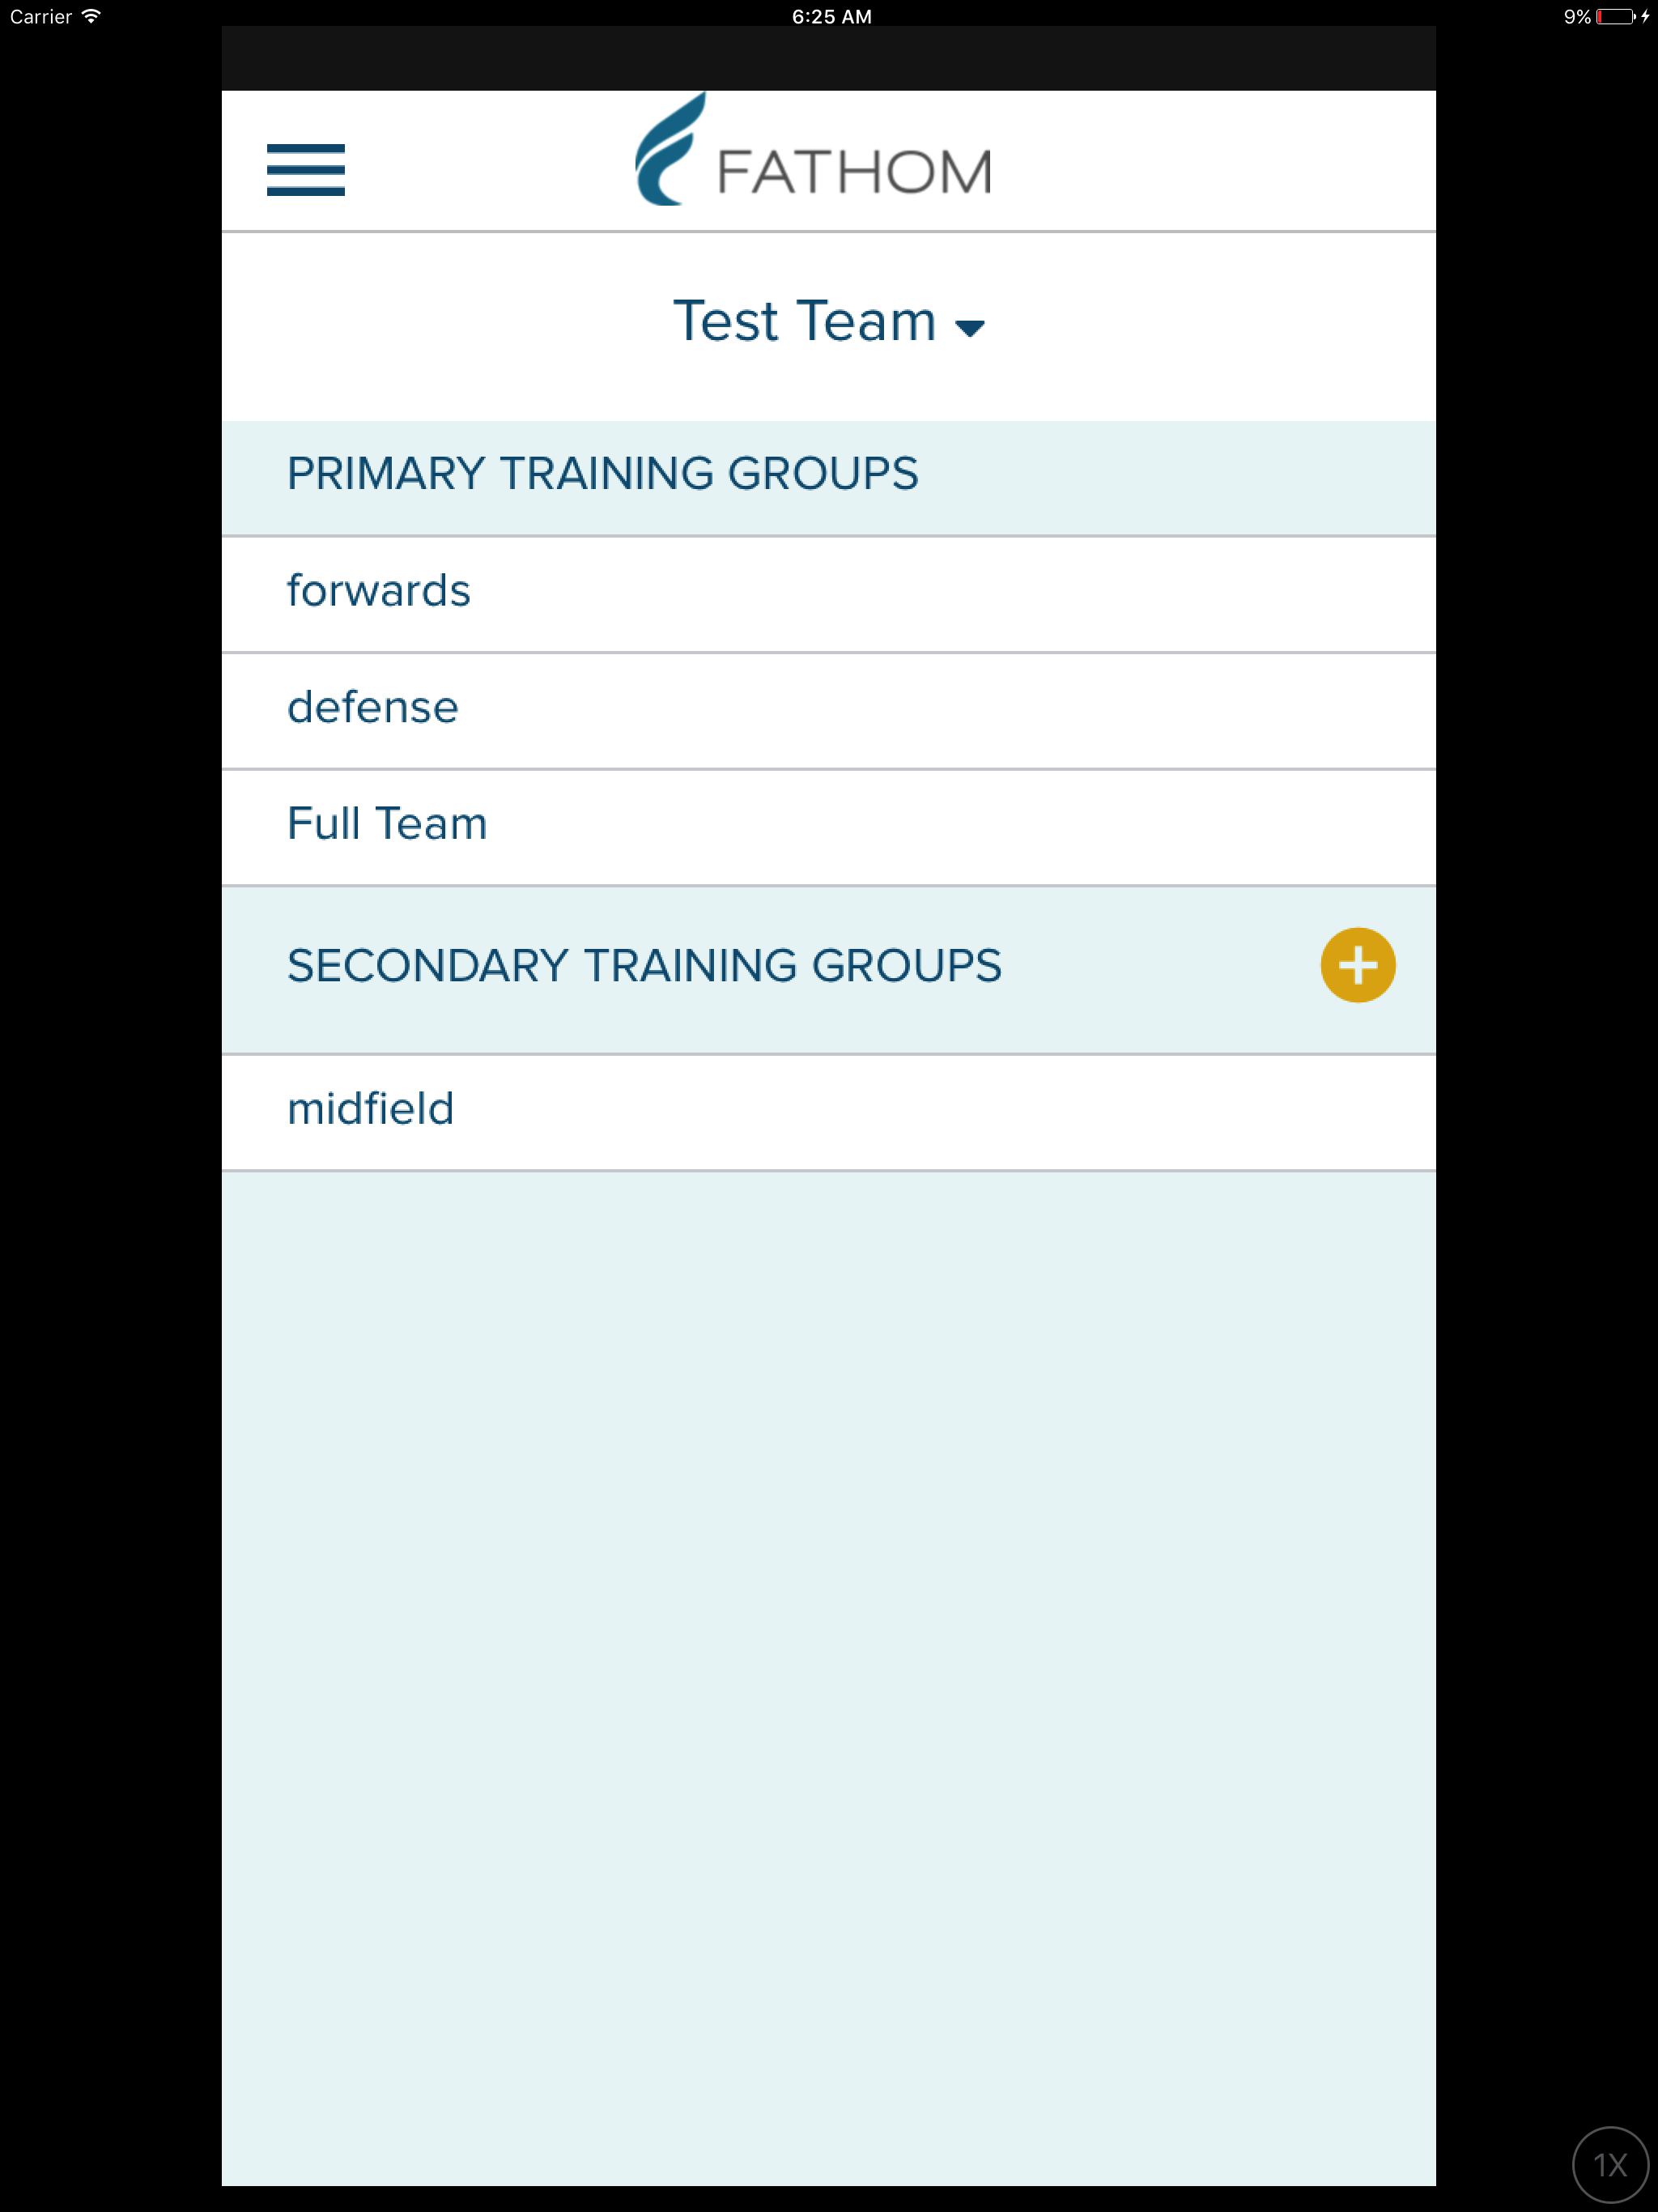 Carrier 6:25 AM 9%
FATHOM
Test Team
PRIMARY TRAINING GROUPS
forwards
defense
Full Team
SECONDARY TRAINING GROUPS
midfield
1X